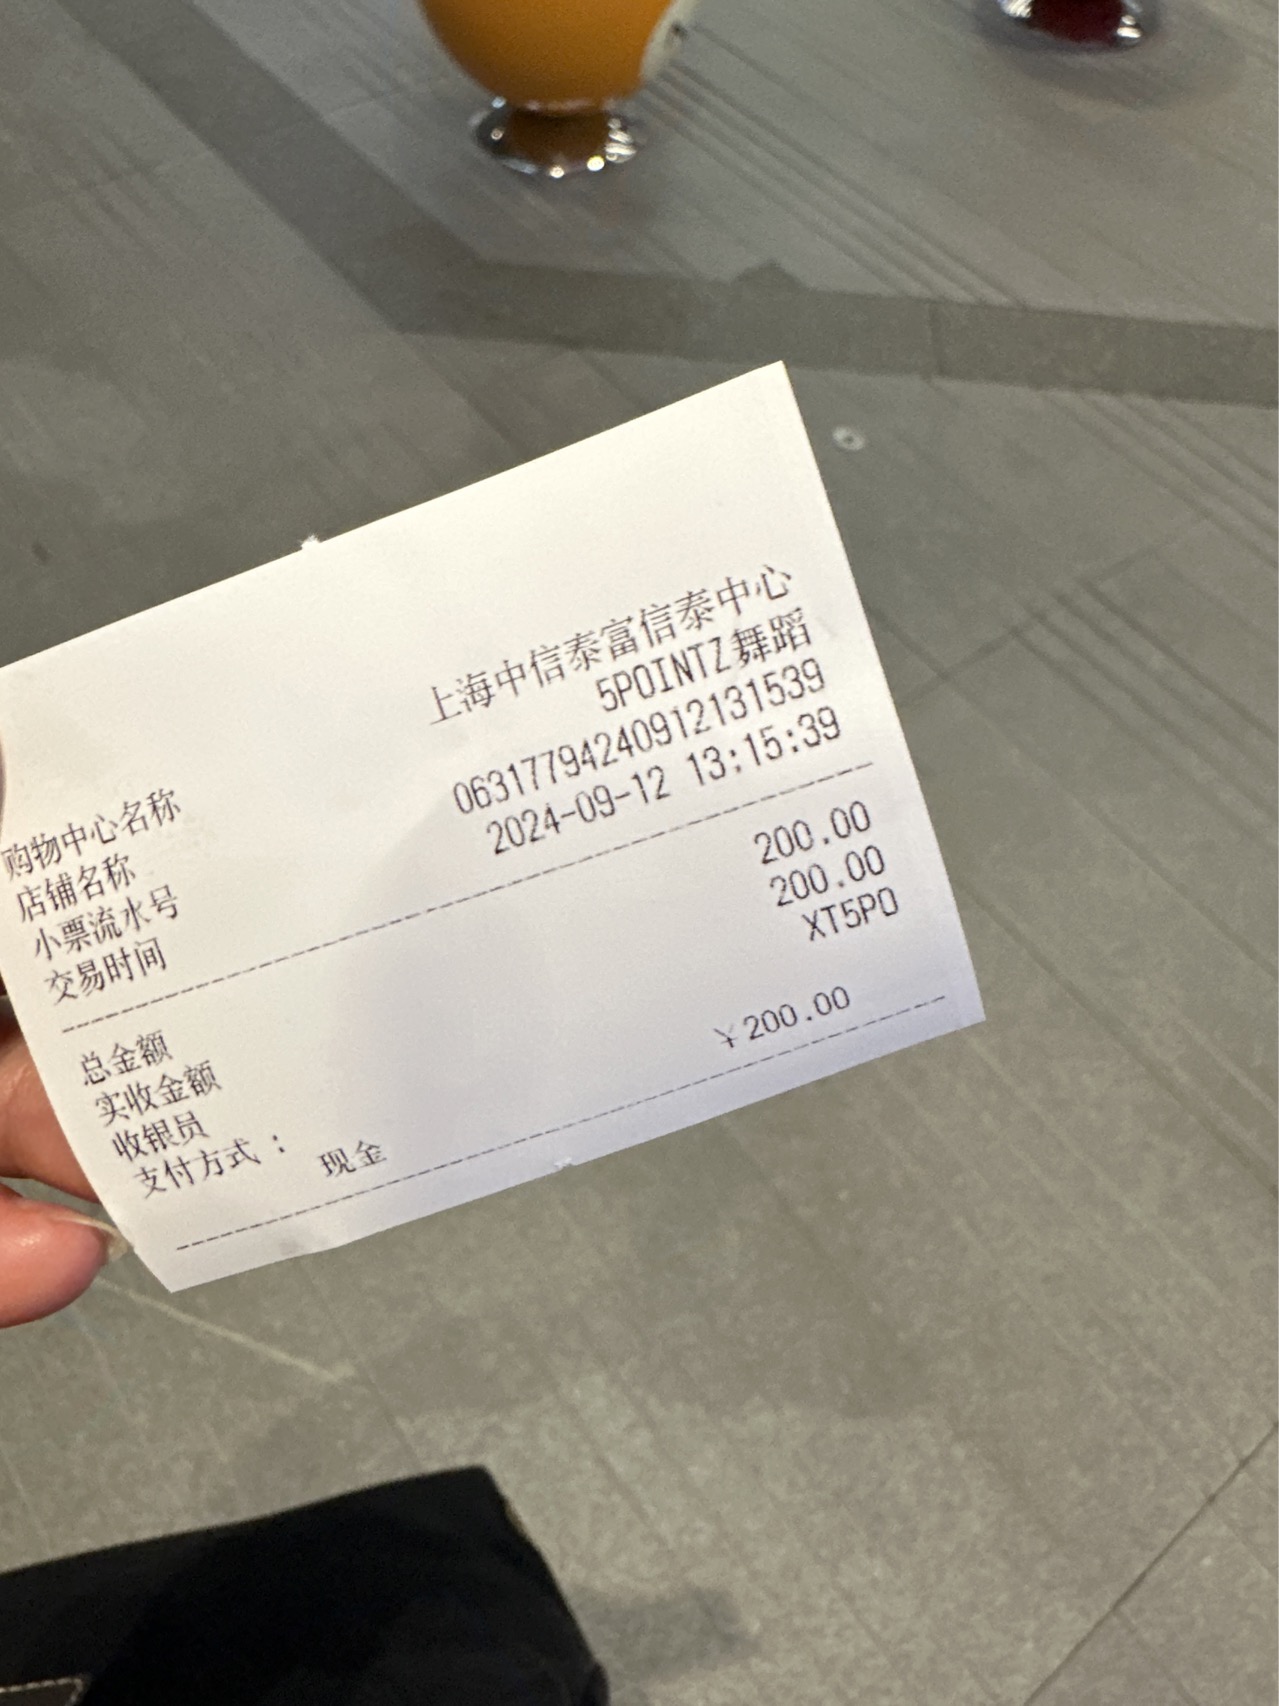 购物中心名称 上海中信泰富信泰中心
店铺名称 5POINTZ舞蹈
小票流水号 06317794240912131539
交易时间 2024-09-12 13:15:39
总金额 200.00
实收金额 200.00
收银员 XT5PO
支付方式： 现金 ¥200.00